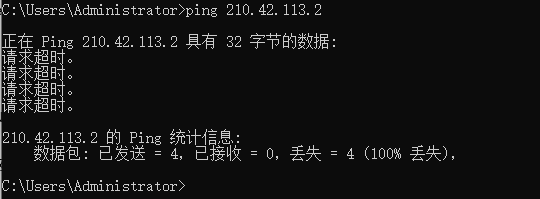 C:\Users\Administrator>ping 210.42.113.2
正在 Ping 210.42.113.2 具有 32 字节的数据:
请求超时。
请求超时。
请求超时。
请求超时。
210.42.113.2 的 Ping 统计信息:
数据包: 已发送 = 4, 已接收 = 0, 丢失 = 4 (100% 丢失),
C:\Users\Administrator>